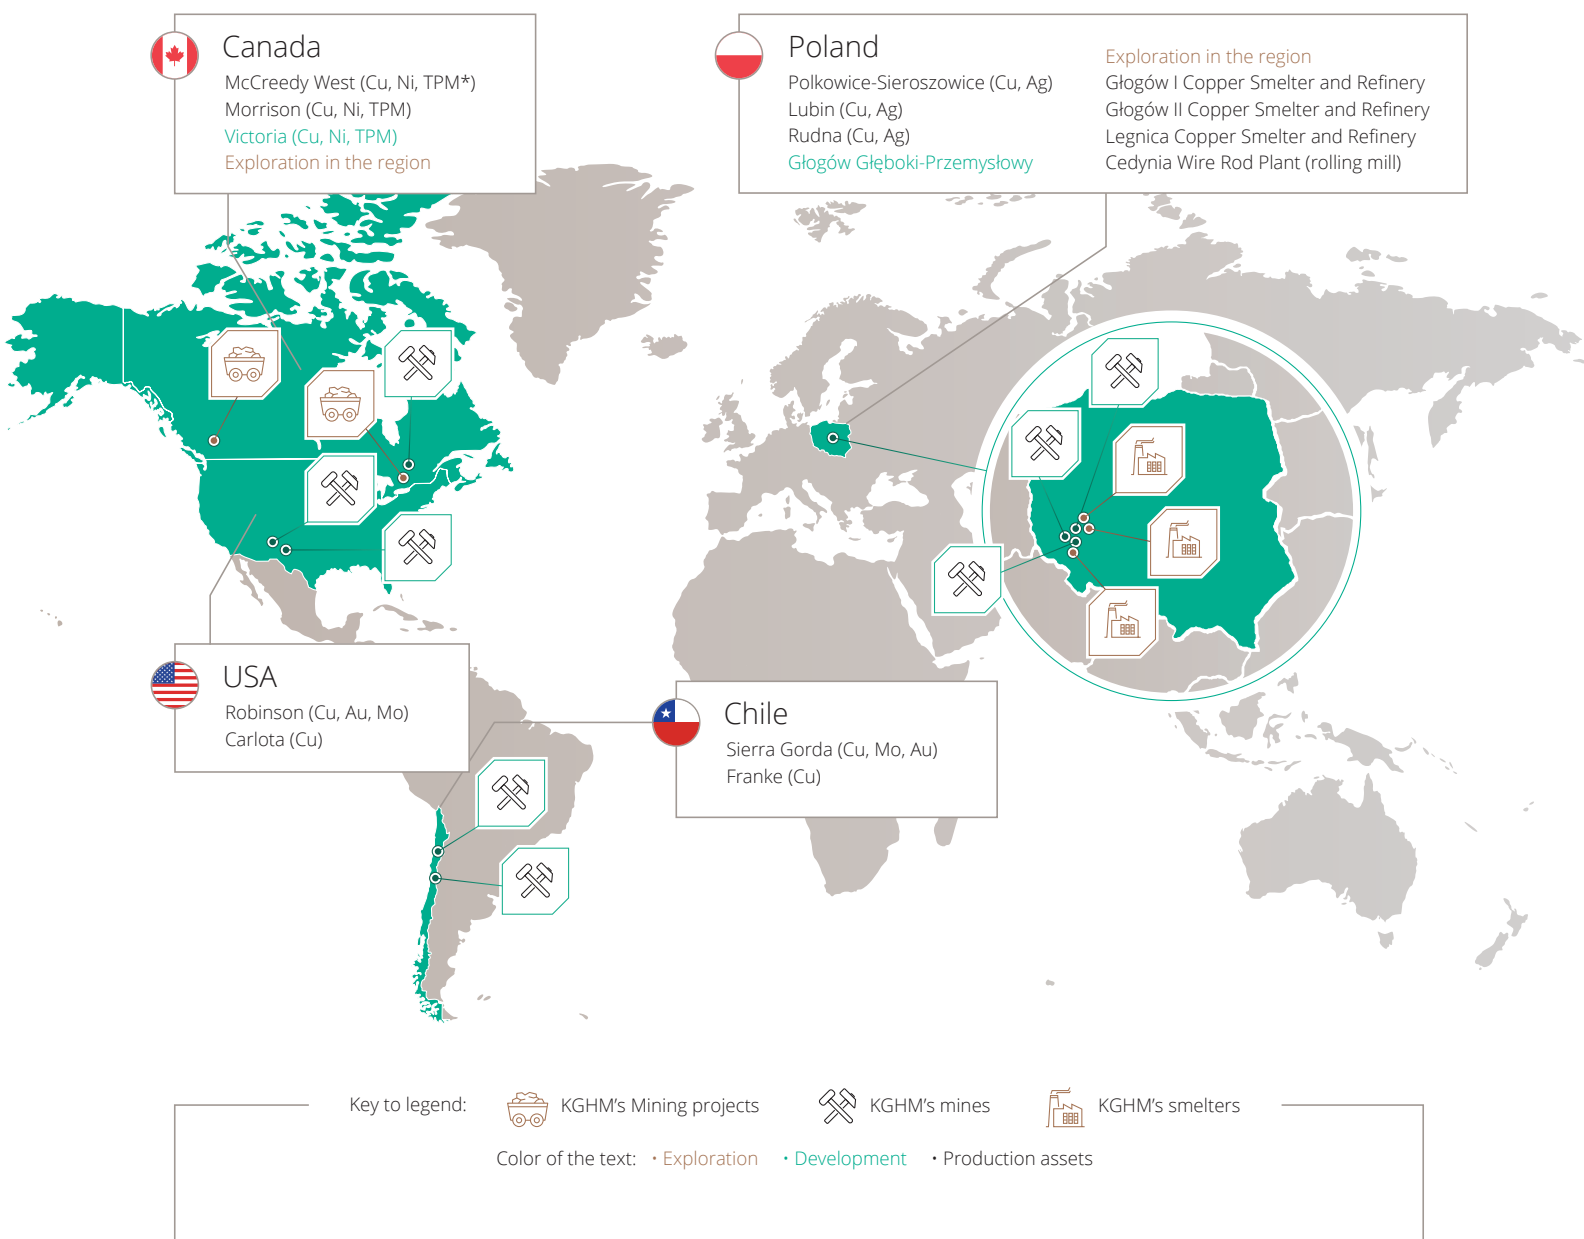 Canada
McCreedy West (Cu, Ni, TPM*)
Morrison (Cu, Ni, TPM)
Victoria (Cu, Ni, TPM)
Exploration in the region
Poland
Polkowice-Sieroszowice (Cu, Ag)
Lubin (Cu, Ag)
Rudna (Cu, Ag)
Głogów Głęboki-Przemysłowy
Exploration in the region
Głogów I Copper Smelter and Refinery
Głogów II Copper Smelter and Refinery
Legnica Copper Smelter and Refinery
Cedynia Wire Rod Plant (rolling mill)
USA
Robinson (Cu, Au, Mo)
Carlota (Cu)
Chile
Sierra Gorda (Cu, Mo, Au)
Franke (Cu)
Key to legend: KGHM's Mining projects KGHM's mines KGHM's smelters
Color of the text: • Exploration • Development • Production assets